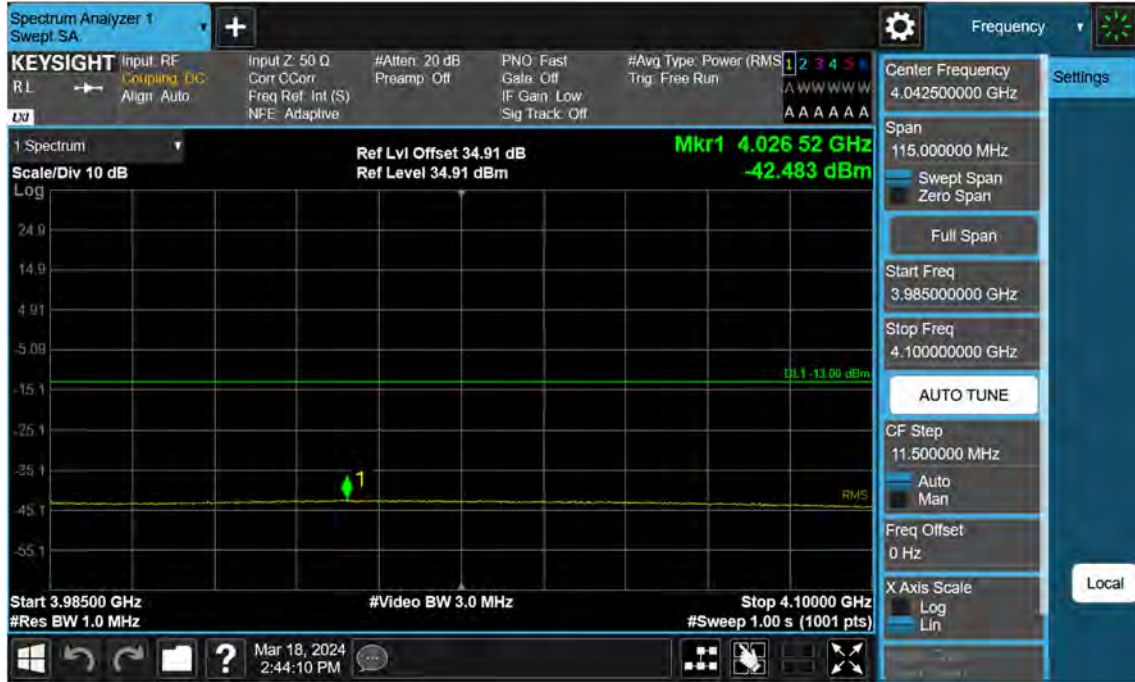 Spectrum Analyzer 1
Swept SA
Frequency
KEYSIGHT
RL
LXI
Input: RF
Coupling: DC
Align: Auto
Input Z: 50 Ω
Corr CCorr
Freq Ref: Int (S)
NFE: Adaptive
#Atten: 20 dB
Preamp: Off
PNO: Fast
Gate: Off
IF Gain: Low
Sig Track: Off
#Avg Type: Power (RMS
Trig: Free Run
1 2 3 4 5 6
A W W W W W
A A A A A A
1 Spectrum
Scale/Div 10 dB
Ref Lvl Offset 34.91 dB
Ref Level 34.91 dBm
Mkr1 4.026 52 GHz
-42.483 dBm
Log
24.9
14.9
4.91
-5.09
DL1 -13.00 dBm
-15.1
-25.1
-35.1
1
RMS
-45.1
-55.1
Start 3.98500 GHz
#Video BW 3.0 MHz
Stop 4.10000 GHz
#Res BW 1.0 MHz
#Sweep 1.00 s (1001 pts)
Mar 18, 2024
2:44:10 PM
Center Frequency
4.042500000 GHz
Span
115.000000 MHz
Swept Span
Zero Span
Full Span
Start Freq
3.985000000 GHz
Stop Freq
4.100000000 GHz
AUTO TUNE
CF Step
11.500000 MHz
Auto
Man
Freq Offset
0 Hz
X Axis Scale
Log
Lin
Settings
Local